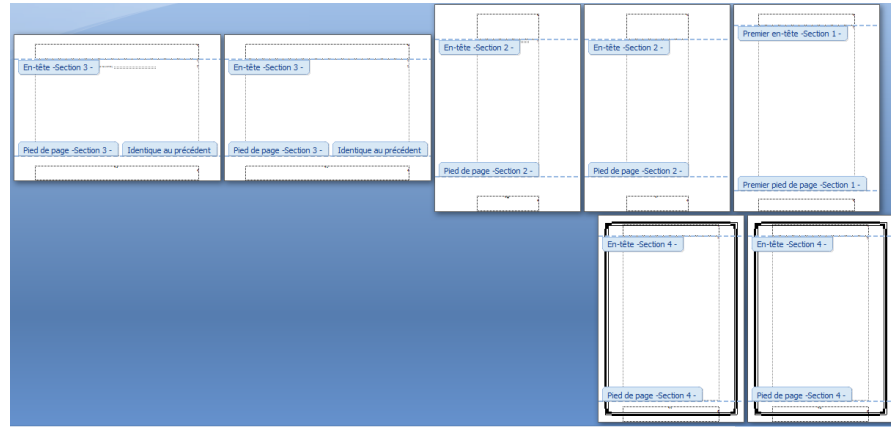 En-tête -Section 3 -
En-tête -Section 3 -
En-tête -Section 2 -
En-tête -Section 2 -
Premier en-tête -Section 1 -
Pied de page -Section 3 -
Identique au précédent
Pied de page -Section 3 -
Identique au précédent
Pied de page -Section 2 -
Pied de page -Section 2 -
Premier pied de page -Section 1 -
En-tête -Section 4 -
En-tête -Section 4 -
Pied de page -Section 4 -
Pied de page -Section 4 -